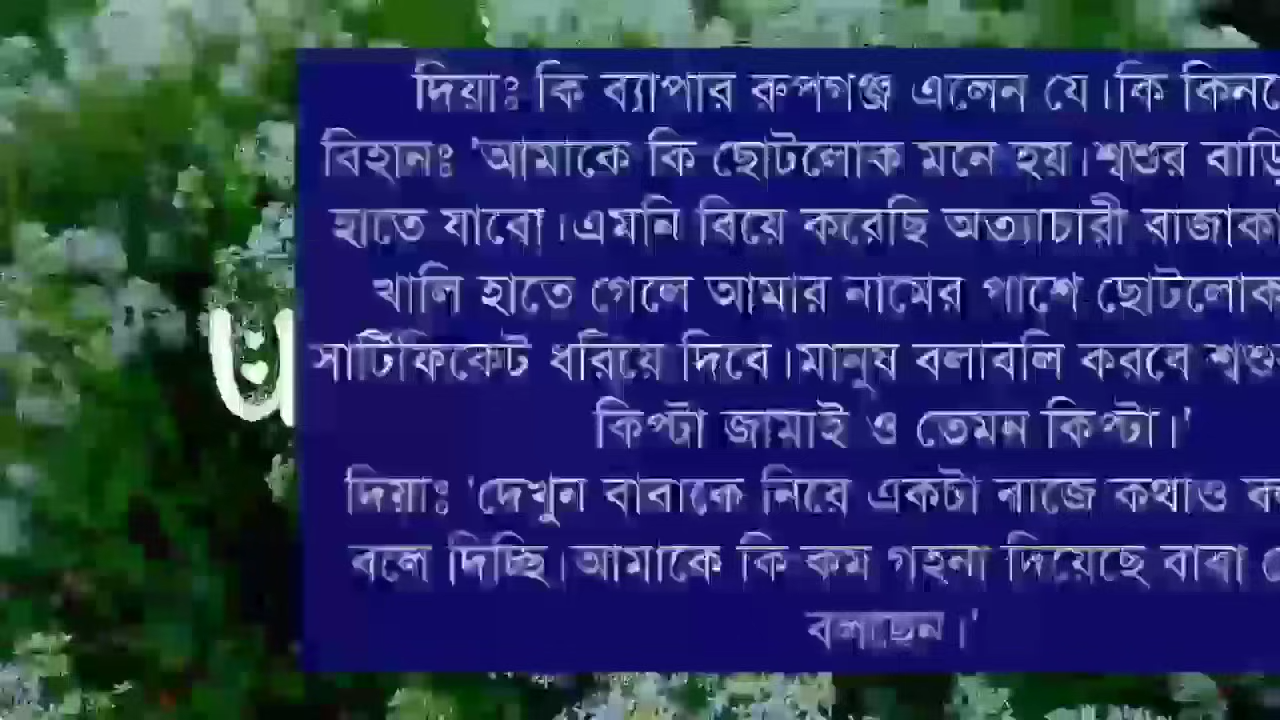 দিয়াঃ কি ব্যাপার রুপগঞ্জ এলেন যে।কি
বিহানঃ 'আমাকে কি ছোটলোক মনে হয়।শ্বশুর
হাতে যাবো।এমনি বিয়ে করেছি অত্যাচারী
খালি হাতে গেলে আমার নামের পাশে ছোটলোক
সার্টিফিকেট ধরিয়ে দিবে।মানুষ বলাবলি করবে
কিপ্টা জামাই ও তেমন কিপ্টা।'
দিয়াঃ 'দেখুন বাবাকে নিয়ে একটা বাজে কথাও
বলে দিচ্ছি।আমাকে কি কম গহনা দিয়েছে বাবা
বলছেন।'